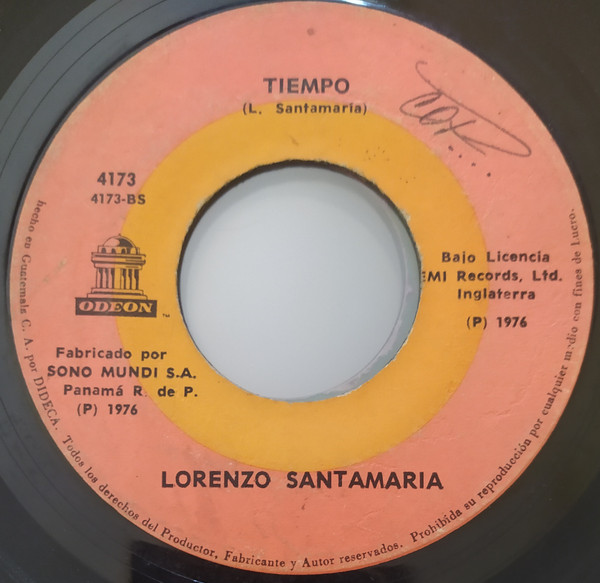 TIEMPO
(L. Santamaría)
4173
4173-BS
ODEON
TM
Fabricado por
SONO MUNDI S.A.
Panamá R. de P.
(P) 1976
Bajo Licencia
EMI Records, Ltd.
Inglaterra
(P) 1976
LORENZO SANTAMARIA
hecho en Guatemala C. A. por DIDECA. Todos los derechos del Productor, Fabricante y Autor reservados. Prohibida su reproducción por cualquier medio con fines de Lucro.